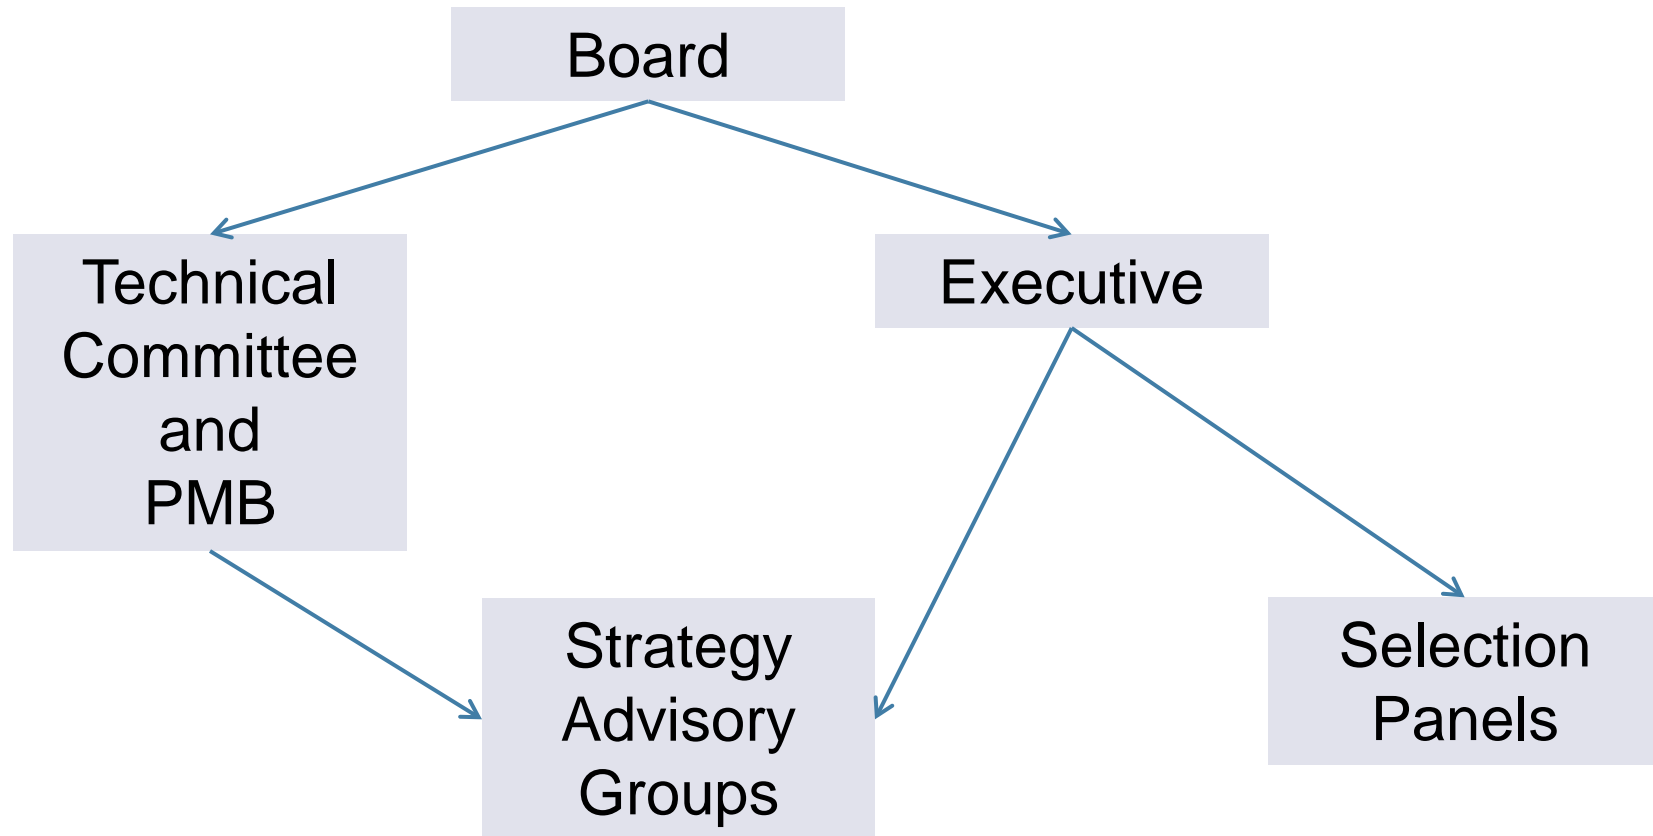 Board
Technical
Committee
and
PMB
Executive
Strategy
Advisory
Groups
Selection
Panels